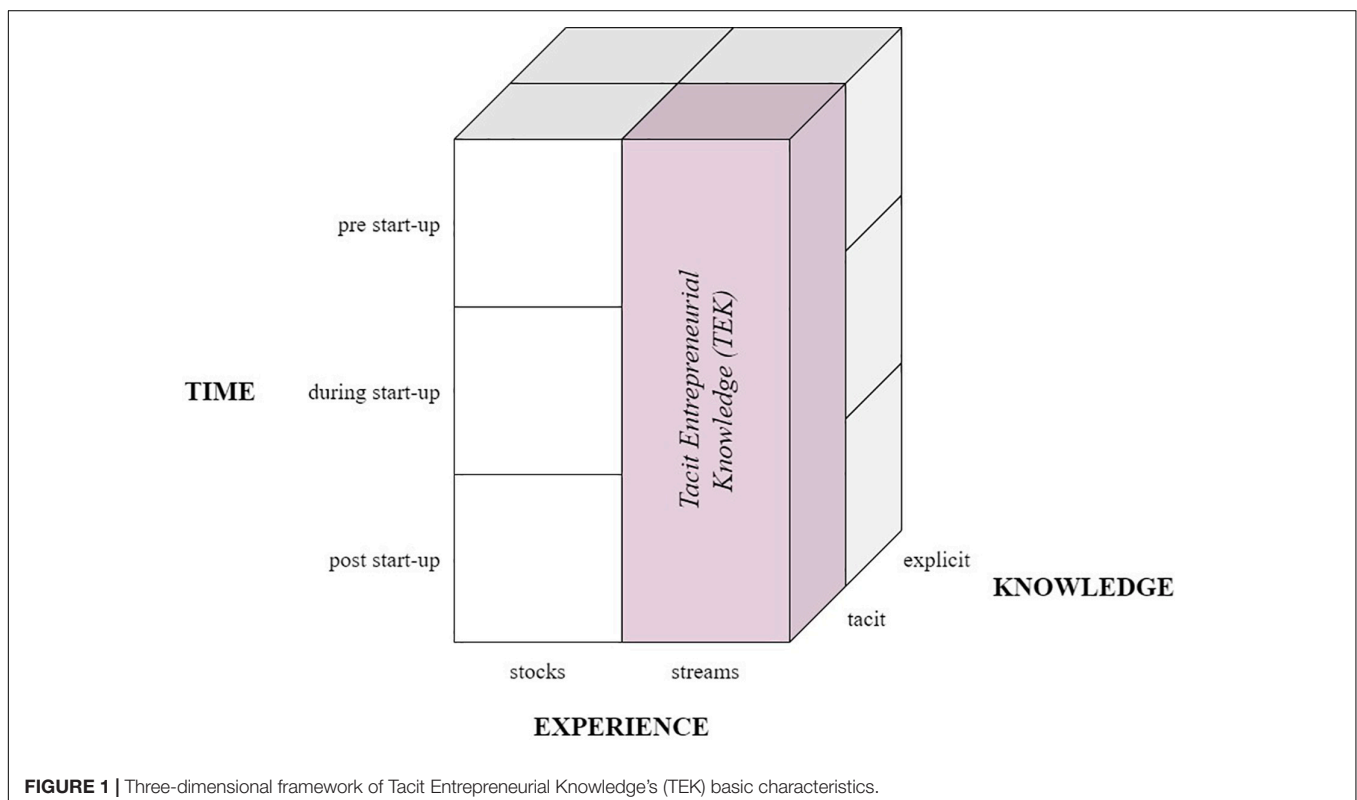 pre start-up
Tacit Entrepreneurial
Knowledge (TEK)
TIME
during start-up
post start-up
explicit
KNOWLEDGE
tacit
stocks
streams
EXPERIENCE
FIGURE 1 | Three-dimensional framework of Tacit Entrepreneurial Knowledge's (TEK) basic characteristics.